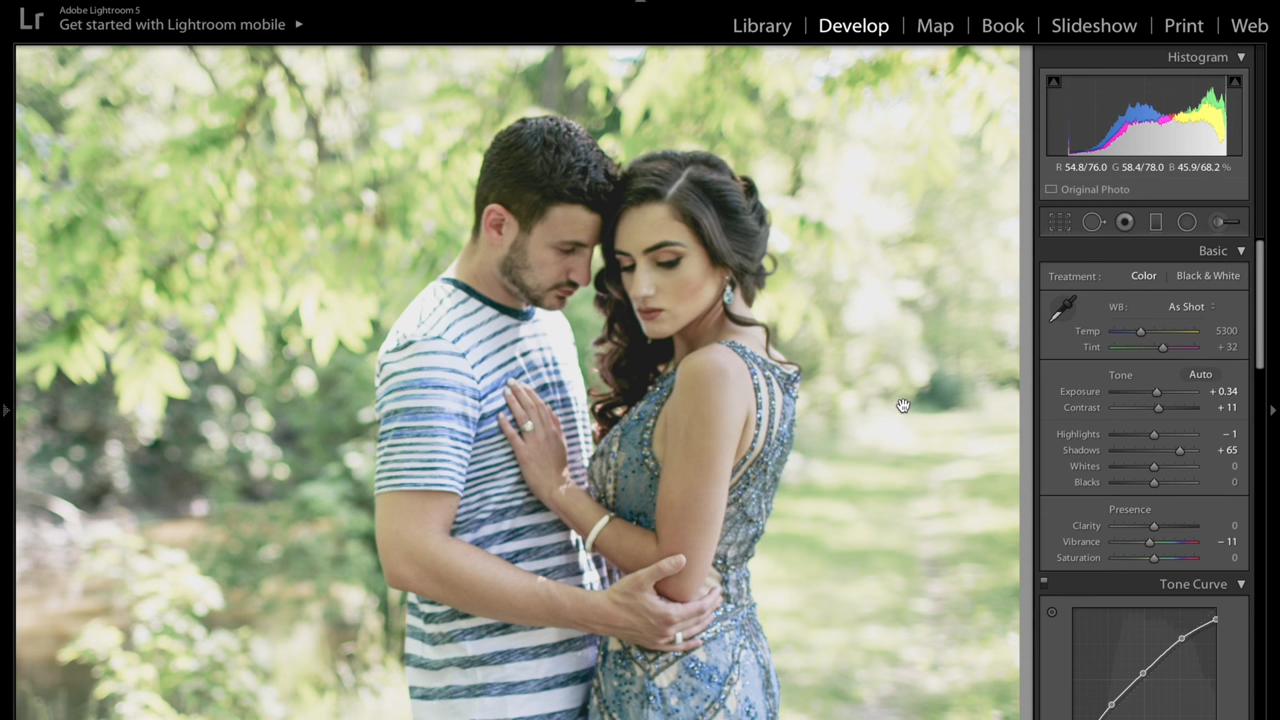 Lr
Adobe Lightroom 5
Get started with Lightroom mobile ▶
Library | Develop | Map | Book | Slideshow | Print | Web
Histogram
R 54.8/76.0 G 58.4/78.0 B 45.9/68.2 %
Original Photo
Basic
Treatment : Color | Black & White
WB: As Shot
Temp 5300
Tint + 32
Tone Auto
Exposure + 0.34
Contrast + 11
Highlights – 1
Shadows + 65
Whites 0
Blacks 0
Presence
Clarity 0
Vibrance – 11
Saturation 0
Tone Curve